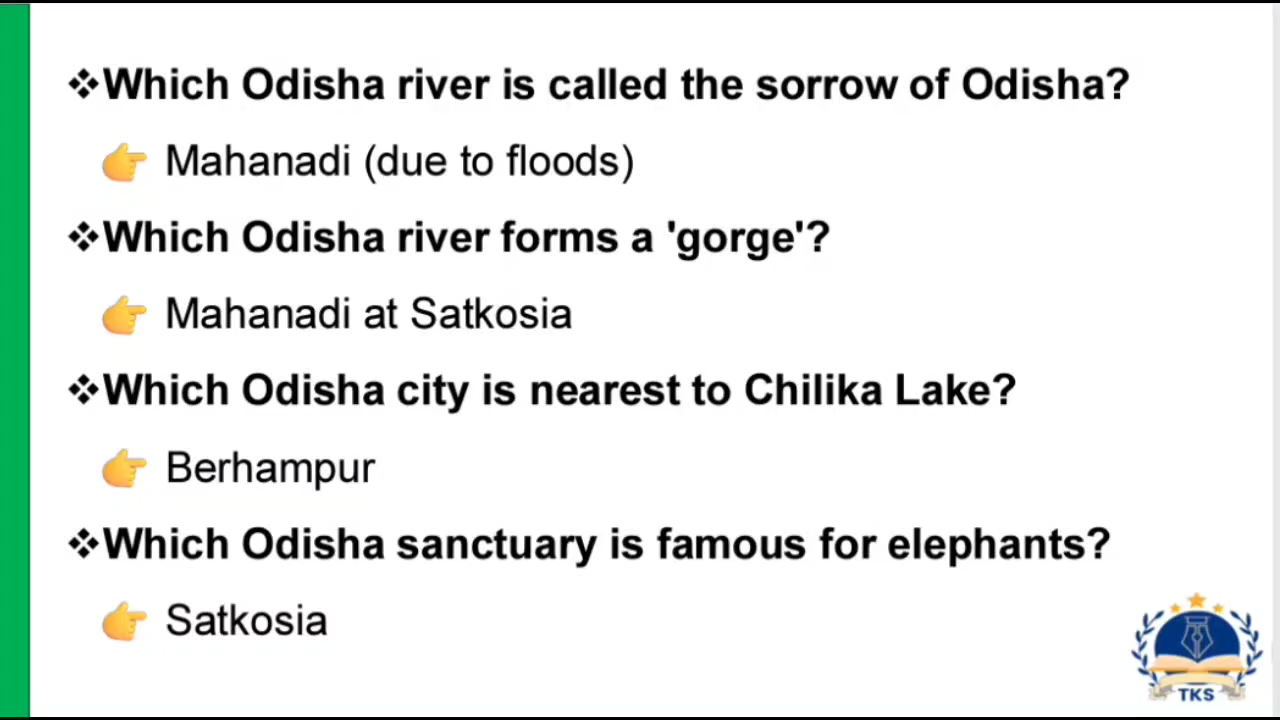 ❖Which Odisha river is called the sorrow of Odisha?
👉 Mahanadi (due to floods)
❖Which Odisha river forms a 'gorge'?
👉 Mahanadi at Satkosia
❖Which Odisha city is nearest to Chilika Lake?
👉 Berhampur
❖Which Odisha sanctuary is famous for elephants?
👉 Satkosia
TKS